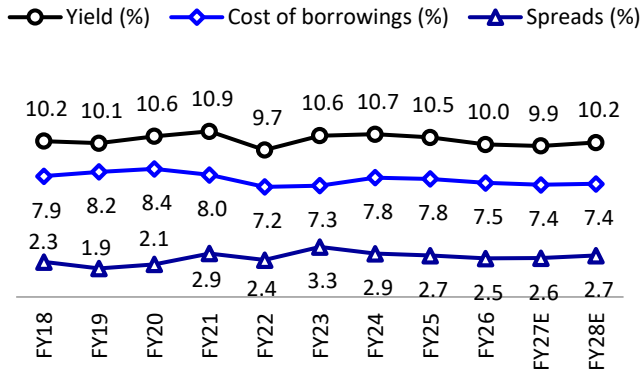 Yield (%) Cost of borrowings (%) Spreads (%)
10.2 10.1 10.6 10.9 9.7 10.6 10.7 10.5 10.0 9.9 10.2
7.9 8.2 8.4 8.0 7.2 7.3 7.8 7.8 7.5 7.4 7.4
2.3 1.9 2.1 2.9 2.4 3.3 2.9 2.7 2.5 2.6 2.7
FY18 FY19 FY20 FY21 FY22 FY23 FY24 FY25 FY26 FY27E FY28E